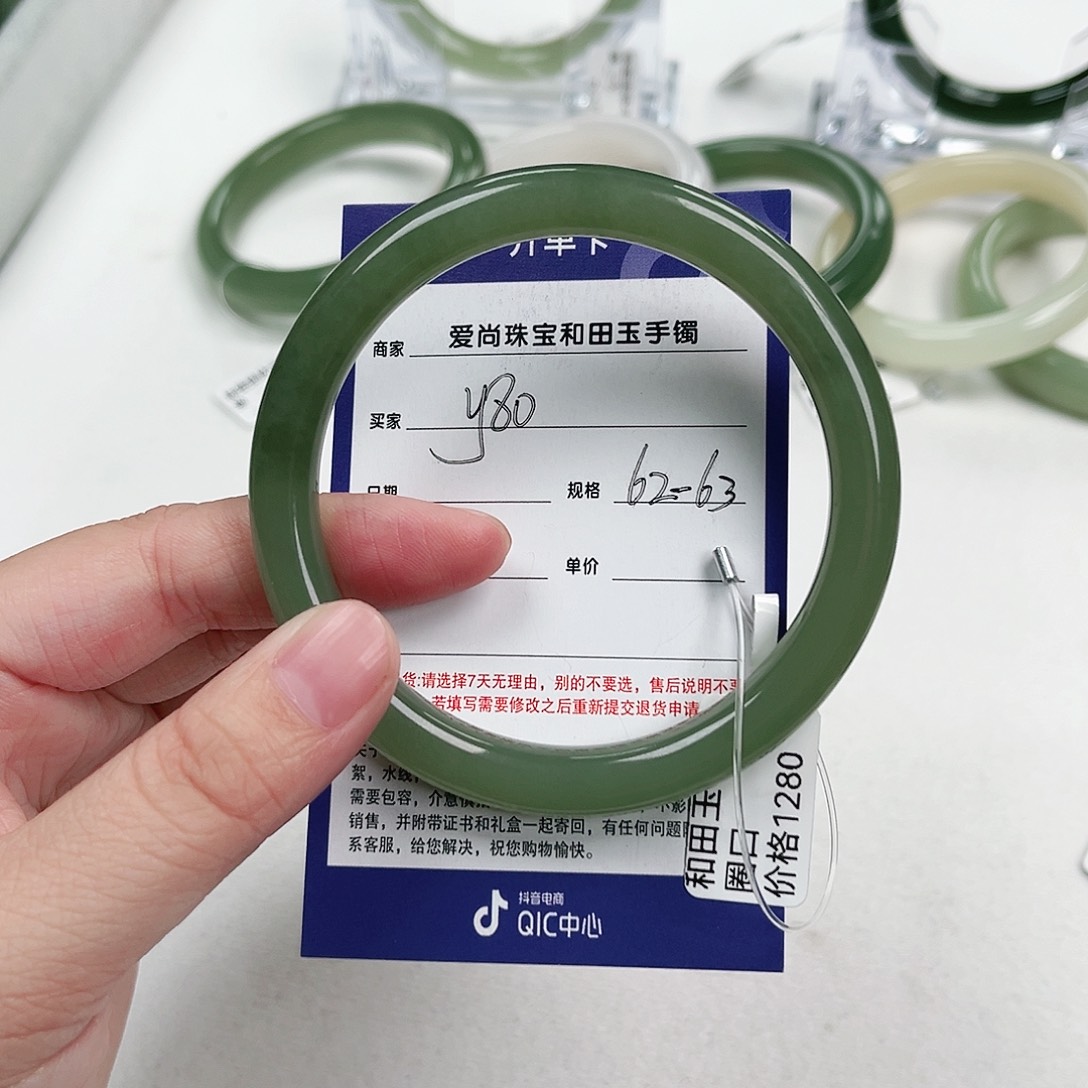 开单卡
商家 爱尚珠宝和田玉手镯
买家 y80
日期 规格 62-63
单价
货:请选择7天无理由，别的不要选，售后说明不
若填写需要修改之后重新提交退货申请
絮，水线，
需要包容，介意慎
销售，并附带证书和礼盒一起寄回，有任何问题
系客服，给您解决，祝您购物愉快。
抖音电商
QIC中心
和田玉
圈口
价格1280